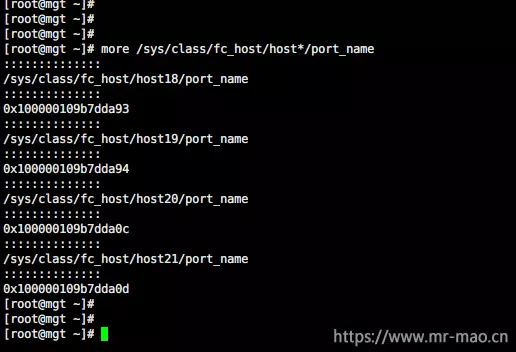 [root@mgt ~]#
[root@mgt ~]#
[root@mgt ~]#
[root@mgt ~]# more /sys/class/fc_host/host*/port_name
::::::::::::::
/sys/class/fc_host/host18/port_name
::::::::::::::
0x100000109b7dda93
::::::::::::::
/sys/class/fc_host/host19/port_name
::::::::::::::
0x100000109b7dda94
::::::::::::::
/sys/class/fc_host/host20/port_name
::::::::::::::
0x100000109b7dda0c
::::::::::::::
/sys/class/fc_host/host21/port_name
::::::::::::::
0x100000109b7dda0d
[root@mgt ~]#
[root@mgt ~]#
[root@mgt ~]#
https://www.mr-mao.cn